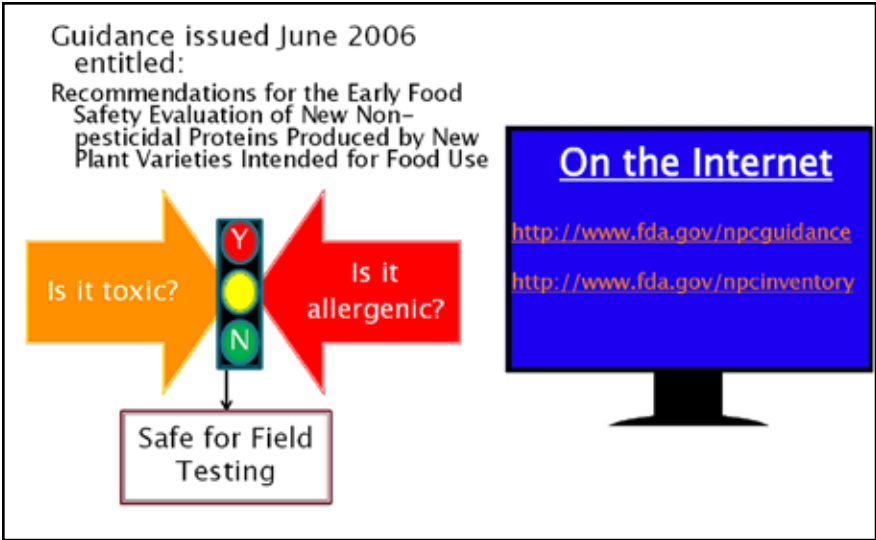 Guidance issued June 2006
entitled:
Recommendations for the Early Food
Safety Evaluation of New Non-
pesticidal Proteins Produced by New
Plant Varieties Intended for Food Use
On the Internet
http://www.fda.gov/npcguidance
http://www.fda.gov/npcinventory
Y
Is it toxic?
Is it
allergenic?
N
Safe for Field
Testing